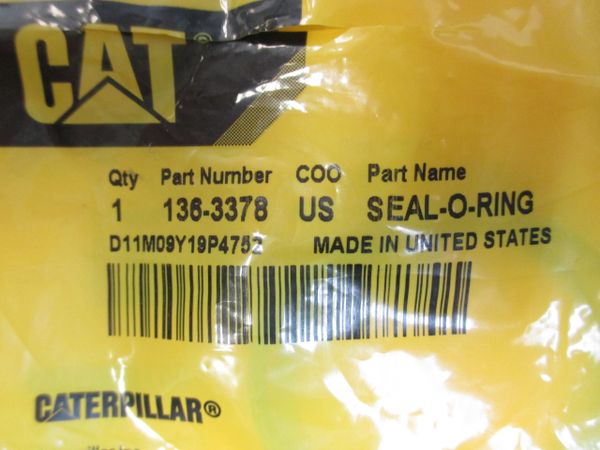 CAT®
Qty Part Number COO Part Name
1 136-3378 US SEAL-O-RING
D11M09Y19P4752 MADE IN UNITED STATES
CATERPILLAR®